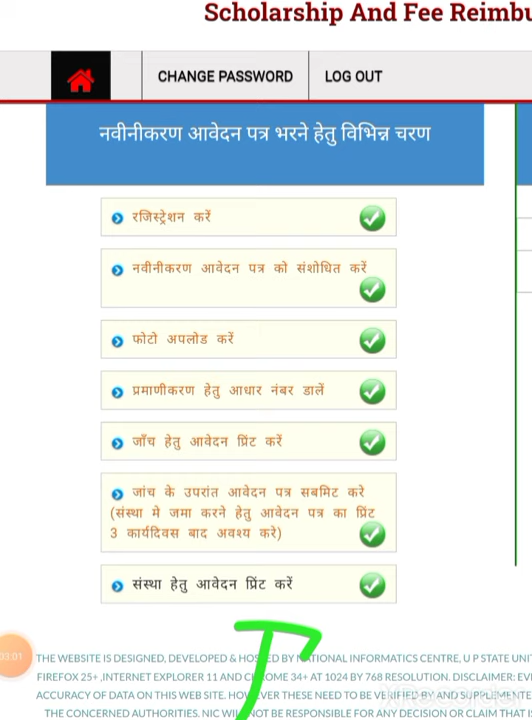 Scholarship And Fee Reimbu
CHANGE PASSWORD LOG OUT
नवीनीकरण आवेदन पत्र भरने हेतु विभिन्न चरण
रजिस्ट्रेशन करें
नवीनीकरण आवेदन पत्र को संशोधित करें
फोटो अपलोड करें
प्रमाणीकरण हेतु आधार नंबर डालें
जाँच हेतु आवेदन प्रिंट करें
जांच के उपरांत आवेदन पत्र सबमिट करे
(संस्था मे जमा करने हेतु आवेदन पत्र का प्रिंट
3 कार्यदिवस बाद अवश्य करे)
संस्था हेतु आवेदन प्रिंट करें
THE WEBSITE IS DESIGNED, DEVELOPED & HOSTED BY NATIONAL INFORMATICS CENTRE, U P STATE UNI
FIREFOX 25+ ,INTERNET EXPLORER 11 AND CHROME 34+ AT 1024 BY 768 RESOLUTION. DISCLAIMER: EV
ACCURACY OF DATA ON THIS WEB SITE. HOWEVER THESE NEED TO BE VERIFIED BY AND SUPPLEMENTE
THE CONCERNED AUTHORITIES. NIC WILL NOT BE RESPONSIBLE FOR ANY DECISION OR CLAIM THA